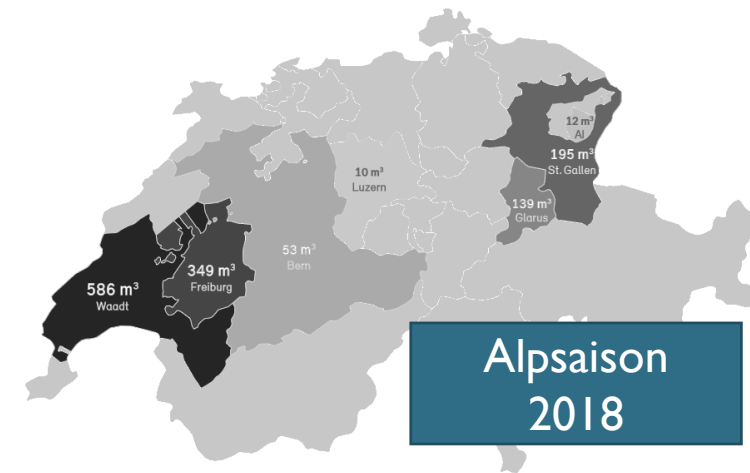 12 m³
AI
195 m³
St. Gallen
10 m³
Luzern
139 m³
Glarus
53 m³
Bern
349 m³
Freiburg
586 m³
Waadt
Alpsaison
2018